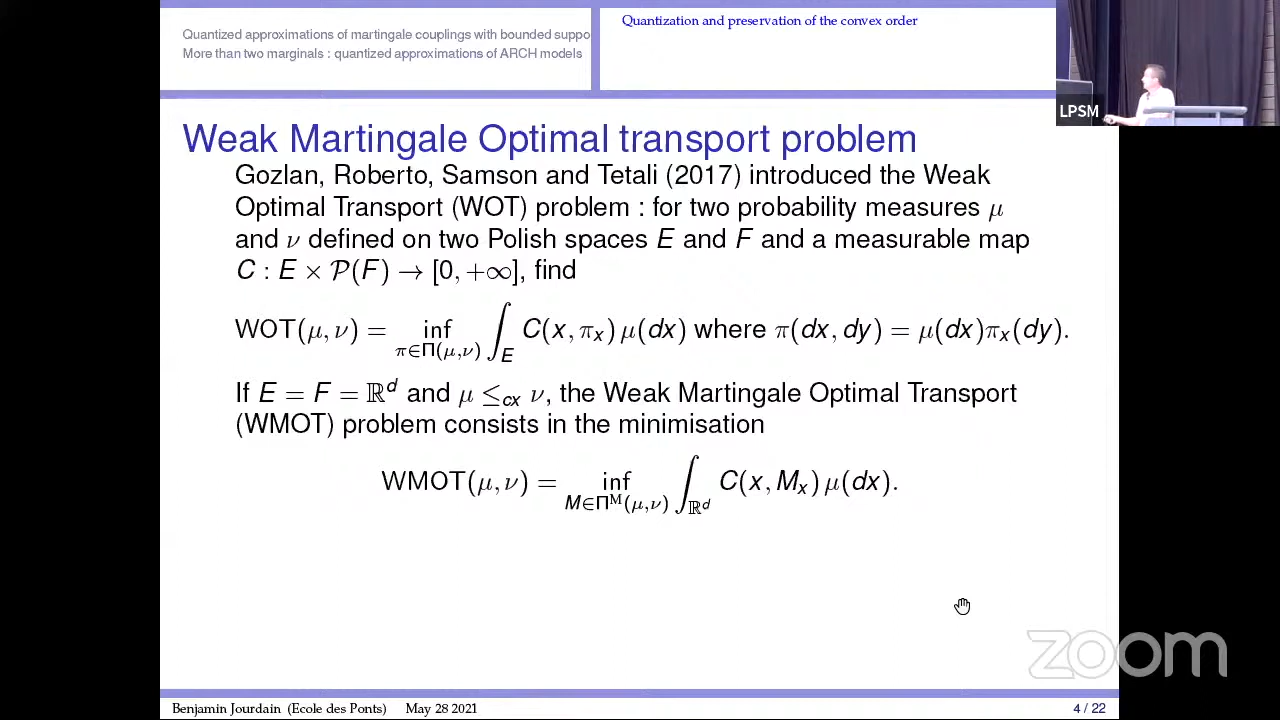 Quantized approximations of martingale couplings with bounded suppo
More than two marginals : quantized approximations of ARCH models
Quantization and preservation of the convex order
LPSM
Weak Martingale Optimal transport problem
Gozlan, Roberto, Samson and Tetali (2017) introduced the Weak
Optimal Transport (WOT) problem : for two probability measures μ
and ν defined on two Polish spaces E and F and a measurable map
C : E × P(F) → [0, +∞], find
WOT(μ, ν) = inf_{π∈Π(μ,ν)} ∫_E C(x, π_x) μ(dx) where π(dx, dy) = μ(dx)π_x(dy).
If E = F = ℝ^d and μ ≤_cx ν, the Weak Martingale Optimal Transport
(WMOT) problem consists in the minimisation
WMOT(μ, ν) = inf_{M∈Π^M(μ,ν)} ∫_{ℝ^d} C(x, M_x) μ(dx).
zoom
Benjamin Jourdain (Ecole des Ponts) May 28 2021 4 / 22